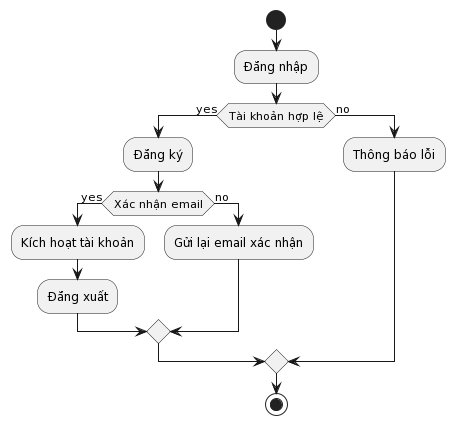 Đăng nhập
yes
Tài khoản hợp lệ
no
Đăng ký
Thông báo lỗi
yes
Xác nhận email
no
Kích hoạt tài khoản
Gửi lại email xác nhận
Đăng xuất